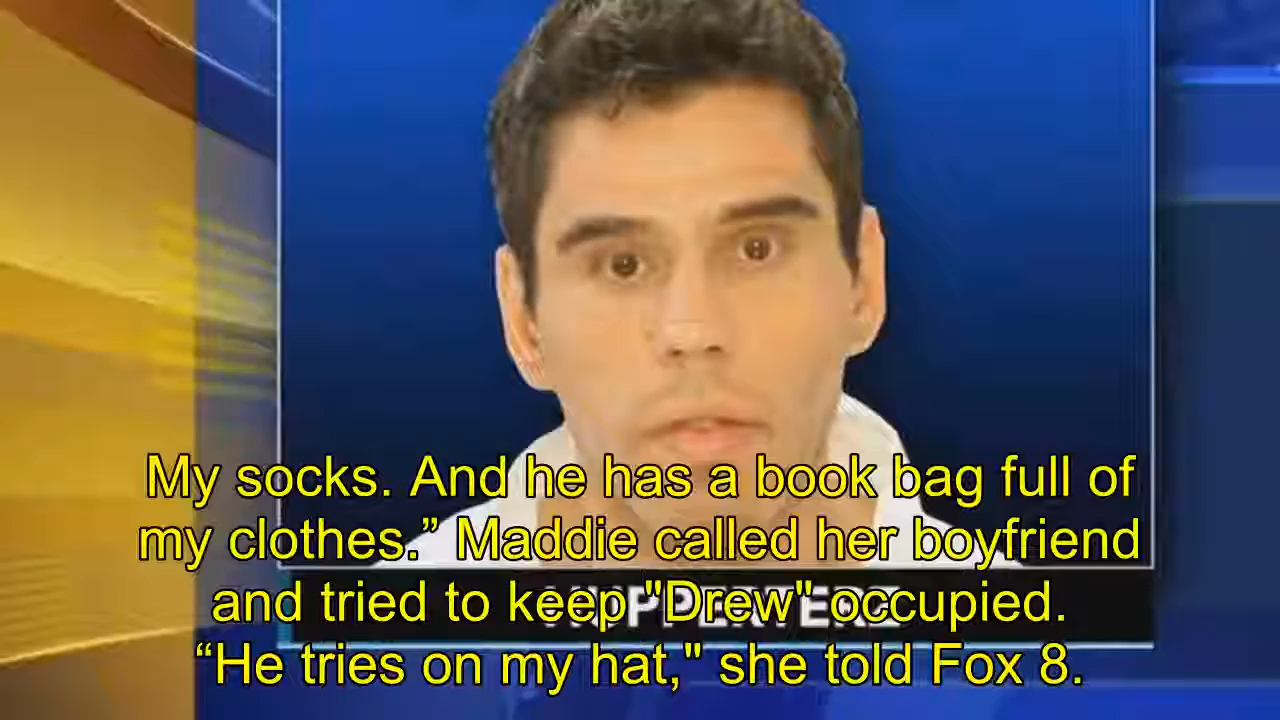 My socks. And he has a book bag full of
my clothes.” Maddie called her boyfriend
and tried to keep "Drew" occupied.
“He tries on my hat," she told Fox 8.